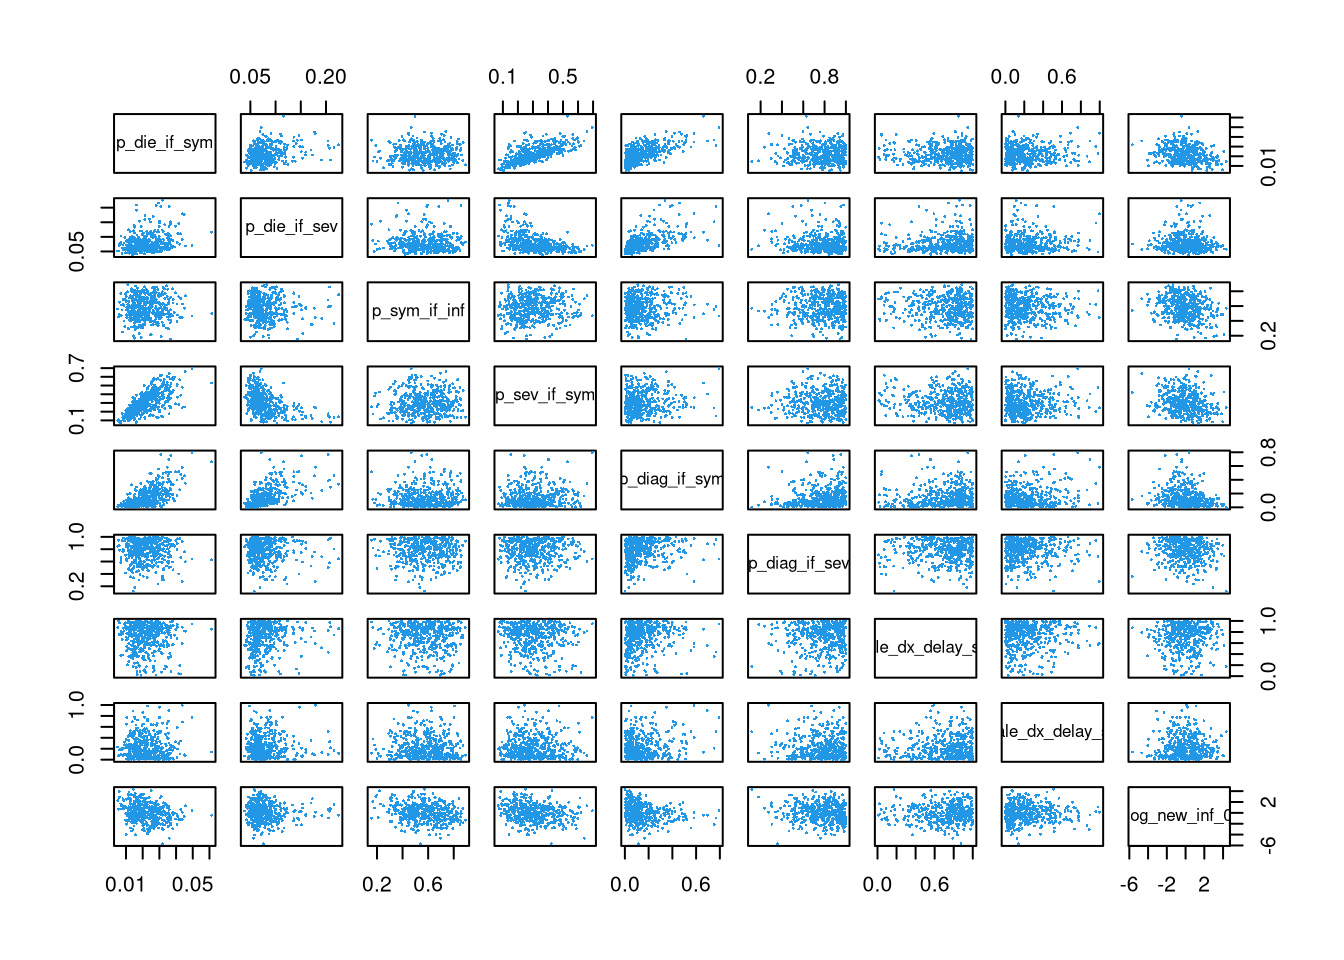 0.05 0.20 0.1 0.5 0.2 0.8 0.0 0.6
p_die_if_sym 0.01
0.05 p_die_if_sev
p_sym_if_inf 0.2
0.1 0.7 p_sev_if_sym
p_diag_if_sym 0.0 0.8
0.2 1.0 p_diag_if_sev
le_dx_delay_s 0.0 1.0
0.0 1.0 ale_dx_delay_
og_new_inf_0 -6 2
0.01 0.05 0.2 0.6 0.0 0.6 0.0 0.6 -6 -2 2